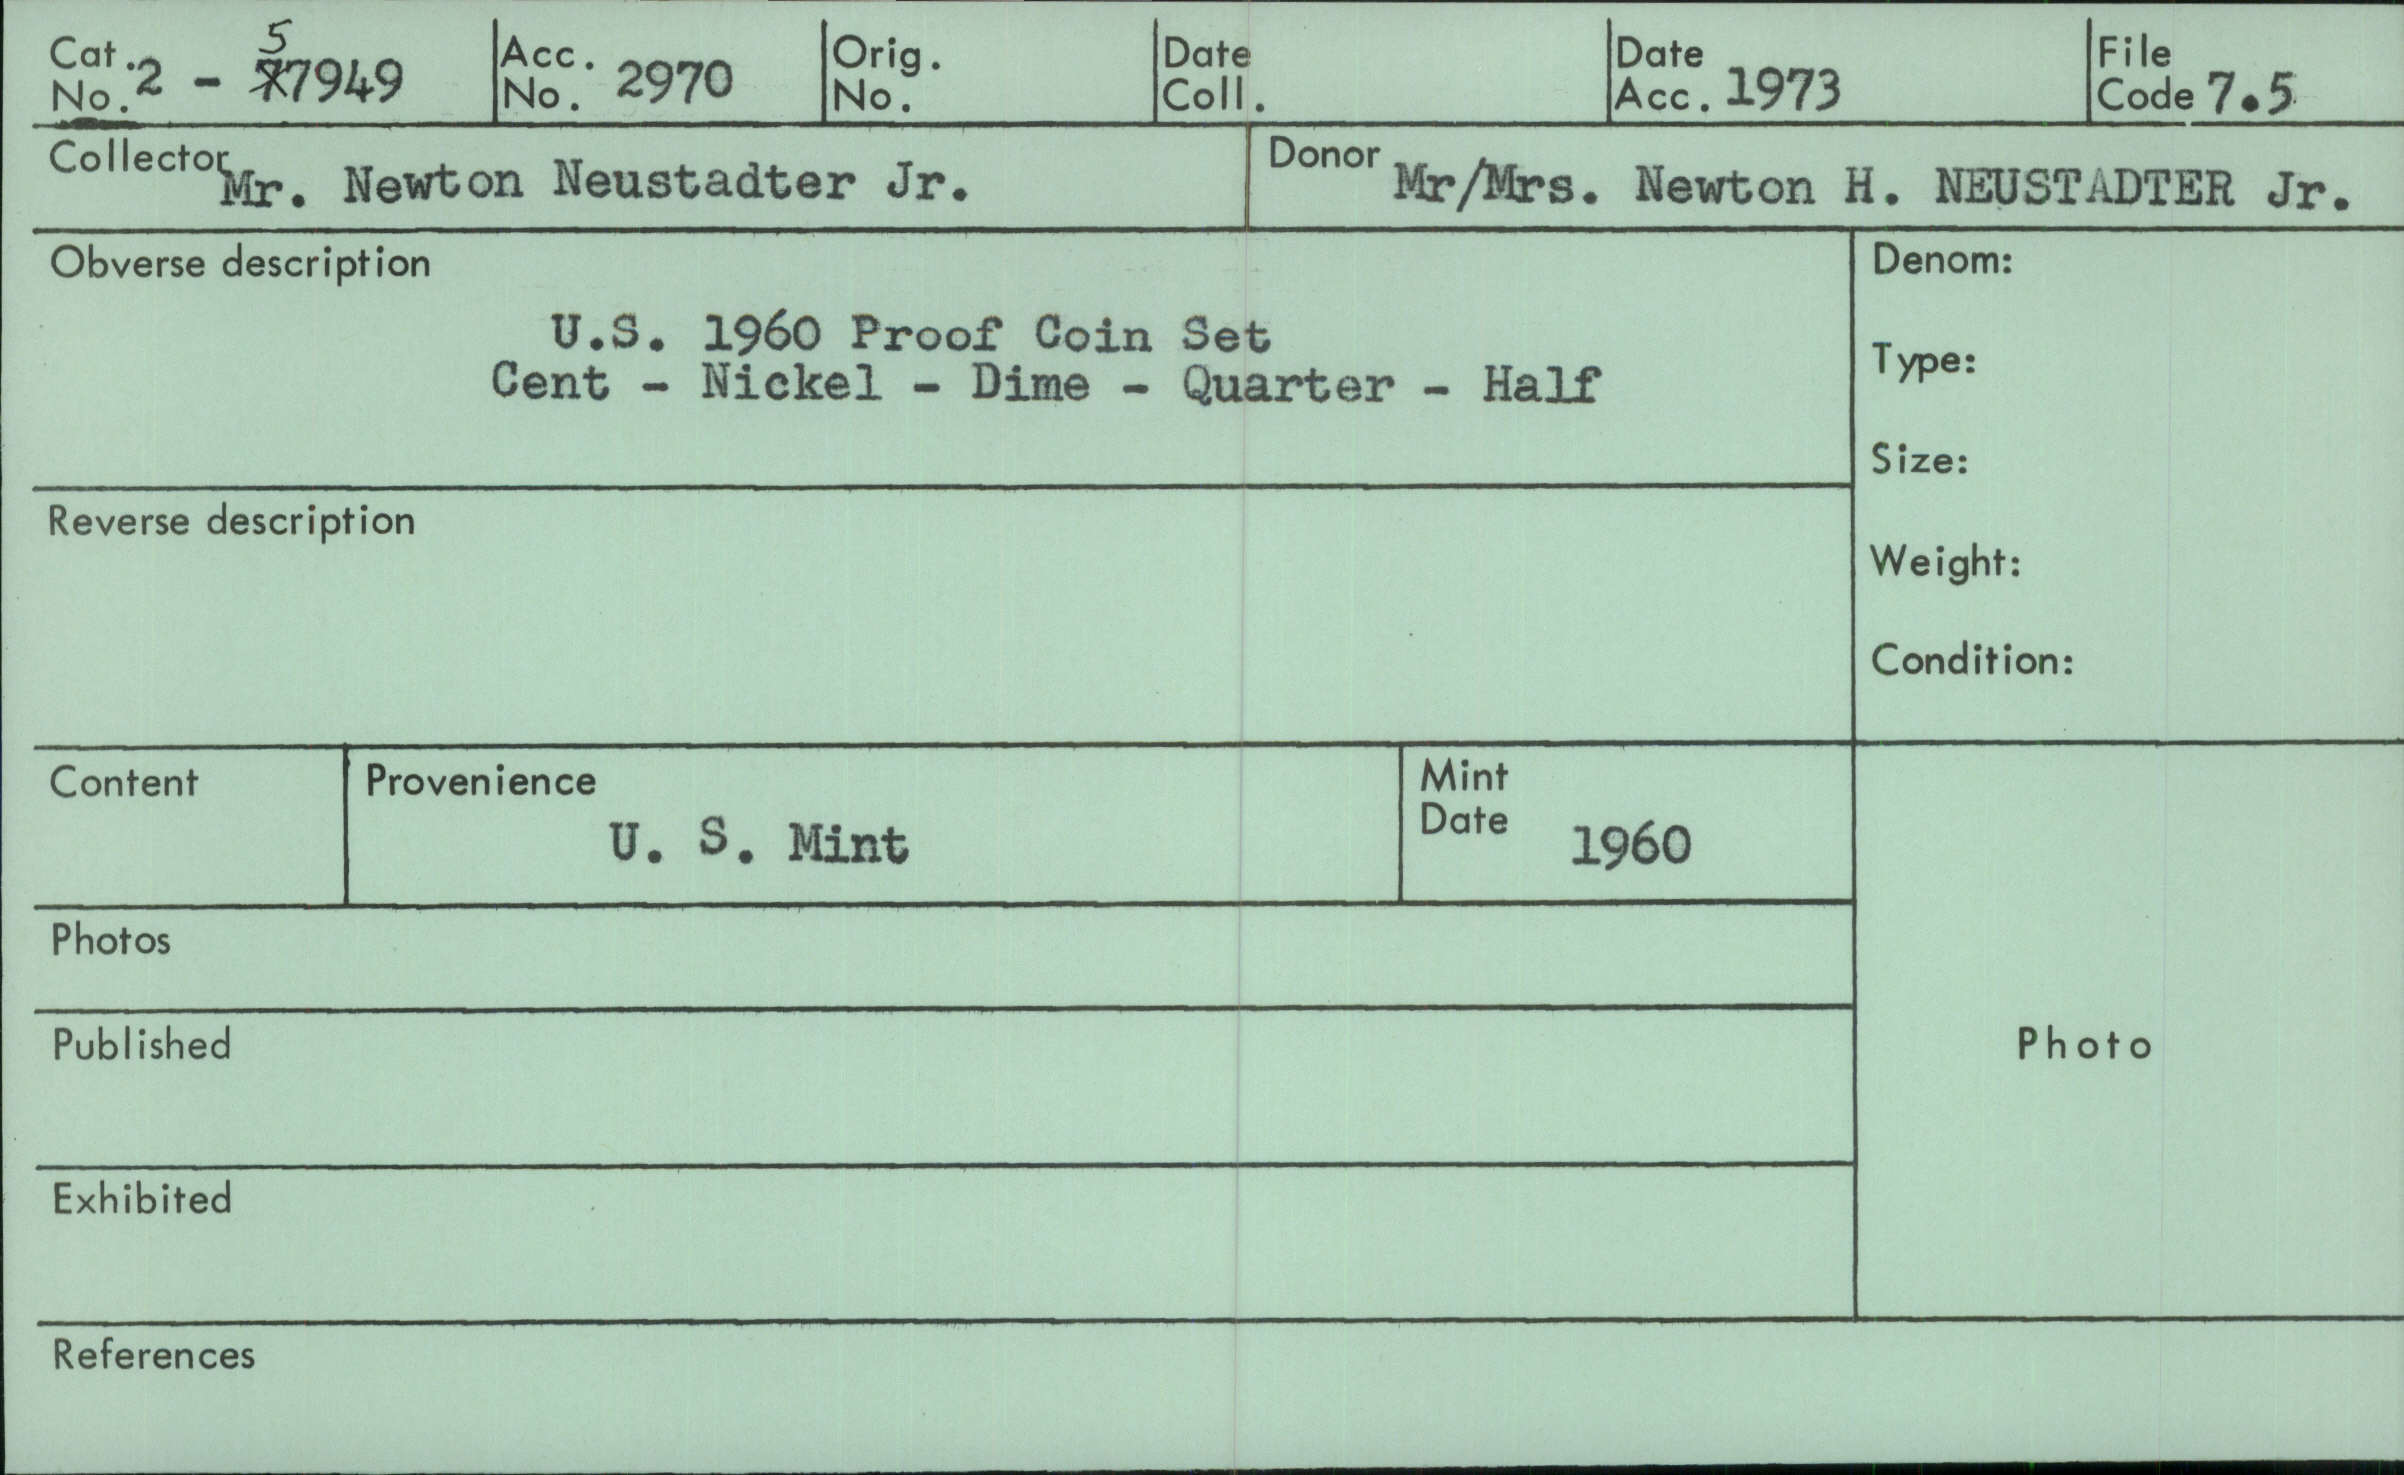 Cat. No. 2 - 57949
Acc. No. 2970
Orig. No.
Date Coll.
Date Acc. 1973
File Code 7.5
Collector Mr. Newton Neustadter Jr.
Donor Mr/Mrs. Newton H. NEUSTADTER Jr.
Obverse description
U.S. 1960 Proof Coin Set
Cent - Nickel - Dime - Quarter - Half
Denom:
Type:
Size:
Reverse description
Weight:
Condition:
Content
Provenience
U. S. Mint
Mint
Date 1960
Photos
Published
Photo
Exhibited
References